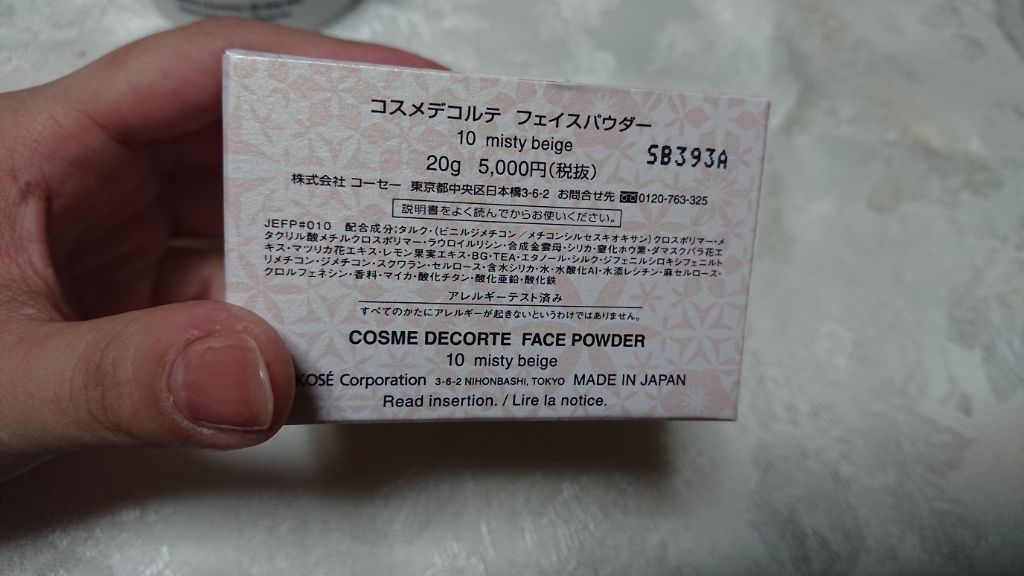 コスメデコルテ フェイスパウダー
10 misty beige
20g 5,000円(税抜)
SB393A
株式会社 コーセー 東京都中央区日本橋3-6-2 お問合せ先 0120-763-325
説明書をよく読んでからお使いください。
JEFP#010 配合成分:タルク・(ビニルジメチコン/メチコンシルセスキオキサン)クロスポリマー・メ
タクリル酸メチルクロスポリマー・ラウロイルリシン・合成金雲母・シリカ・窒化ホウ素・ダマスクバラ花エ
キス・マツリカ花エキス・レモン果実エキス・BG・TEA・エタノール・シルク・ジフェニルシロキシフェニルト
リメチコン・ジメチコン・スクワラン・セルロース・含水シリカ・水・水酸化Al・水添レシチン・麻セルロース・
クロルフェネシン・香料・マイカ・酸化チタン・酸化亜鉛・酸化鉄
アレルギーテスト済み
すべてのかたにアレルギーが起きないというわけではありません。
COSME DECORTE FACE POWDER
10 misty beige
KOSÉ Corporation 3-6-2 NIHONBASHI, TOKYO MADE IN JAPAN
Read insertion. / Lire la notice.